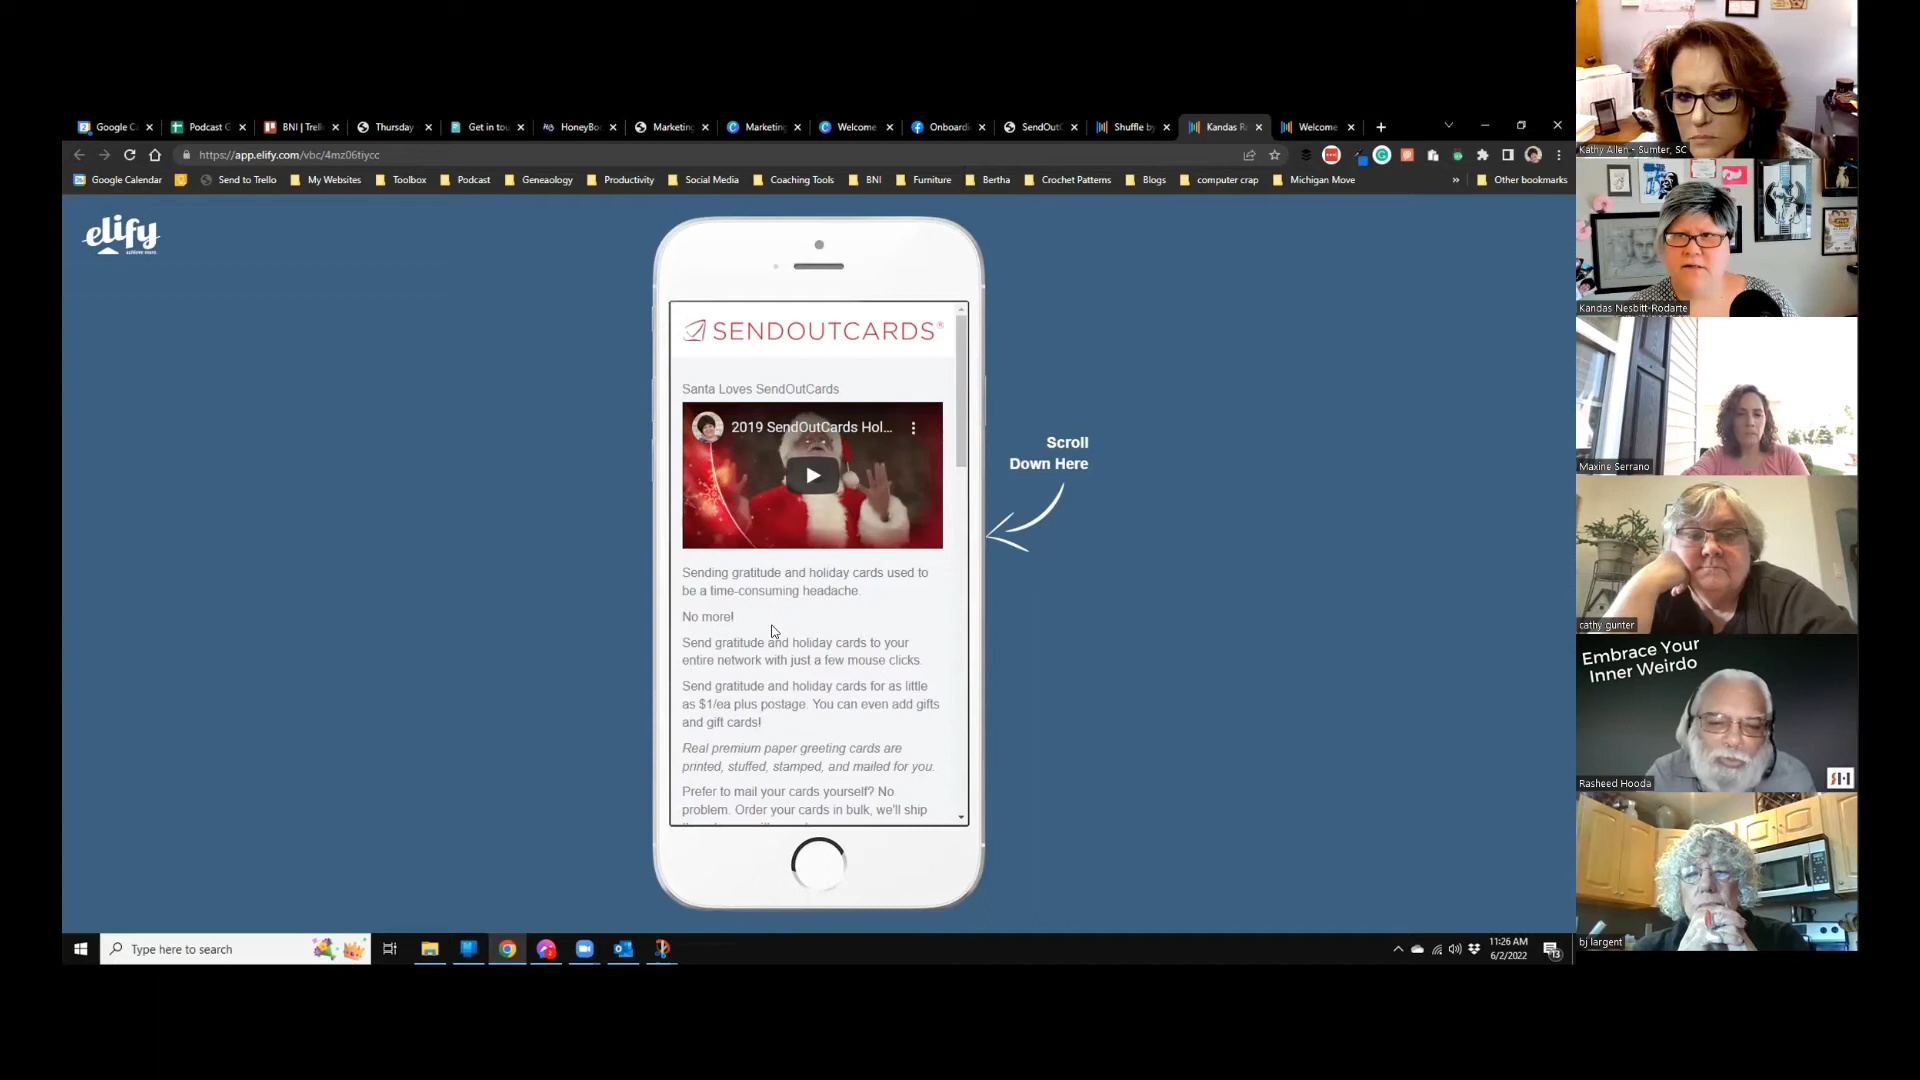 Google C
Podcast G
BNI | Trell
Thursday
Get in tou
HoneyBo
Marketing
Marketing
Welcome
Onboardi
SendOutC
Shuffle by
Kandas R
Welcome
https://app.elify.com/vbc/4mz06tiycc
Google Calendar
Send to Trello
My Websites
Toolbox
Podcast
Geneaology
Productivity
Social Media
Coaching Tools
BNI
Furniture
Bertha
Crochet Patterns
Blogs
computer crap
Michigan Move
Other bookmarks
elify
achieve more.
SENDOUTCARDS®
Santa Loves SendOutCards
2019 SendOutCards Hol...
Sending gratitude and holiday cards used to
be a time-consuming headache.
No more!
Send gratitude and holiday cards to your
entire network with just a few mouse clicks.
Send gratitude and holiday cards for as little
as $1/ea plus postage. You can even add gifts
and gift cards!
Real premium paper greeting cards are
printed, stuffed, stamped, and mailed for you.
Prefer to mail your cards yourself? No
problem. Order your cards in bulk, we'll ship
Scroll
Down Here
Type here to search
11:26 AM
6/2/2022
13
Kathy Allen - Sumter, SC
Kandas Nesbitt-Rodarte
Maxine Serrano
cathy gunter
Embrace Your
Inner Weirdo
Rasheed Hooda
SH
bj largent